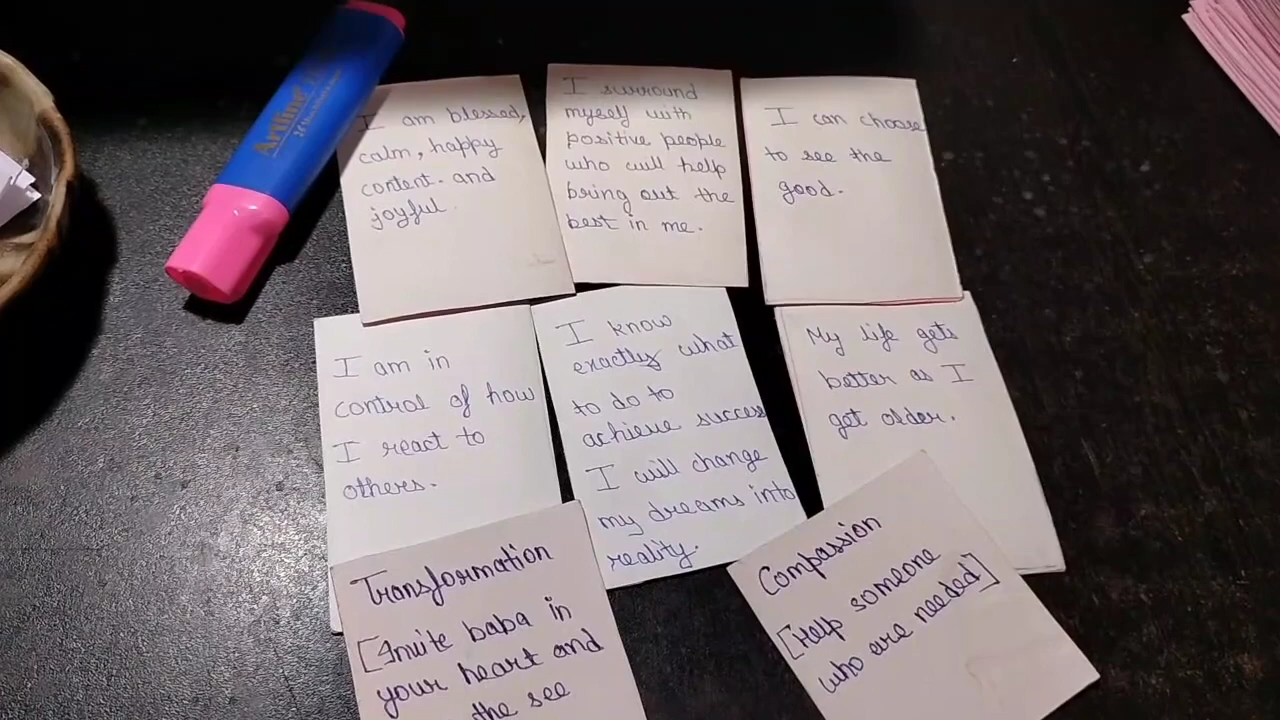 Artline
I am blessed,
calm, happy
content. and
joyful.
I surround
myself with
positive people
who will help
bring out the
best in me.
I can choose
to see the
good.
I am in
control of how
I react to
others.
I know
exactly what
to do to
achieve success
I will change
my dreams into
reality.
My life gets
better as I
get older.
Transformation
[Invite baba in
your heart and
the see
Compassion
[Help someone
who are needed]